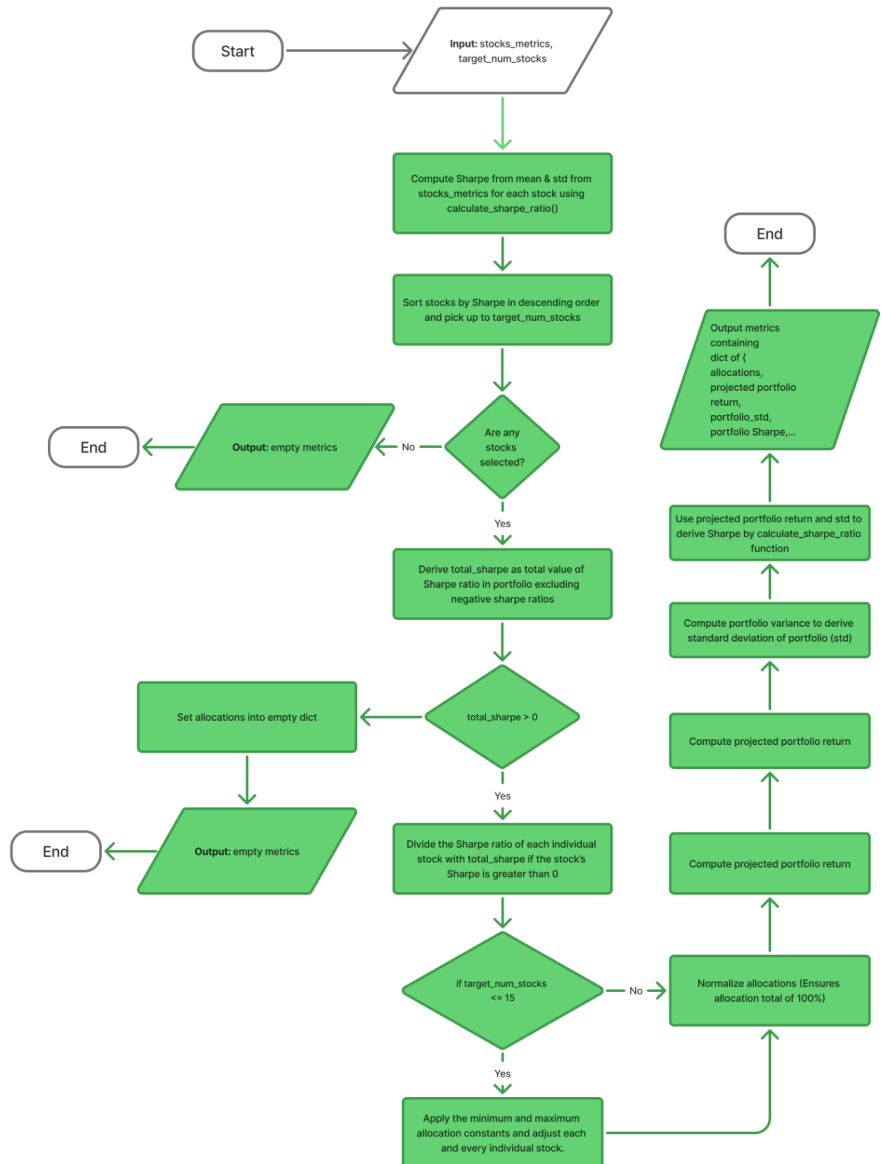 Start
Input: stocks_metrics,
target_num_stocks
Compute Sharpe from mean & std from
stocks_metrics for each stock using
calculate_sharpe_ratio()
Sort stocks by Sharpe in descending order
and pick up to target_num_stocks
Are any
stocks
selected?
No
Output: empty metrics
End
Yes
Derive total_sharpe as total value of
Sharpe ratio in portfolio excluding
negative sharpe ratios
total_sharpe > 0
Set allocations into empty dict
Output: empty metrics
End
Yes
Divide the Sharpe ratio of each individual
stock with total_sharpe if the stock's
Sharpe is greater than 0
if target_num_stocks
<= 15
No
Yes
Apply the minimum and maximum
allocation constants and adjust each
and every individual stock.
Normalize allocations (Ensures
allocation total of 100%)
Compute projected portfolio return
Compute projected portfolio return
Compute portfolio variance to derive
standard deviation of portfolio (std)
Use projected portfolio return and std to
derive Sharpe by calculate_sharpe_ratio
function
Output metrics
containing
dict of {
allocations,
projected portfolio
return,
portfolio_std,
portfolio Sharpe,...
End